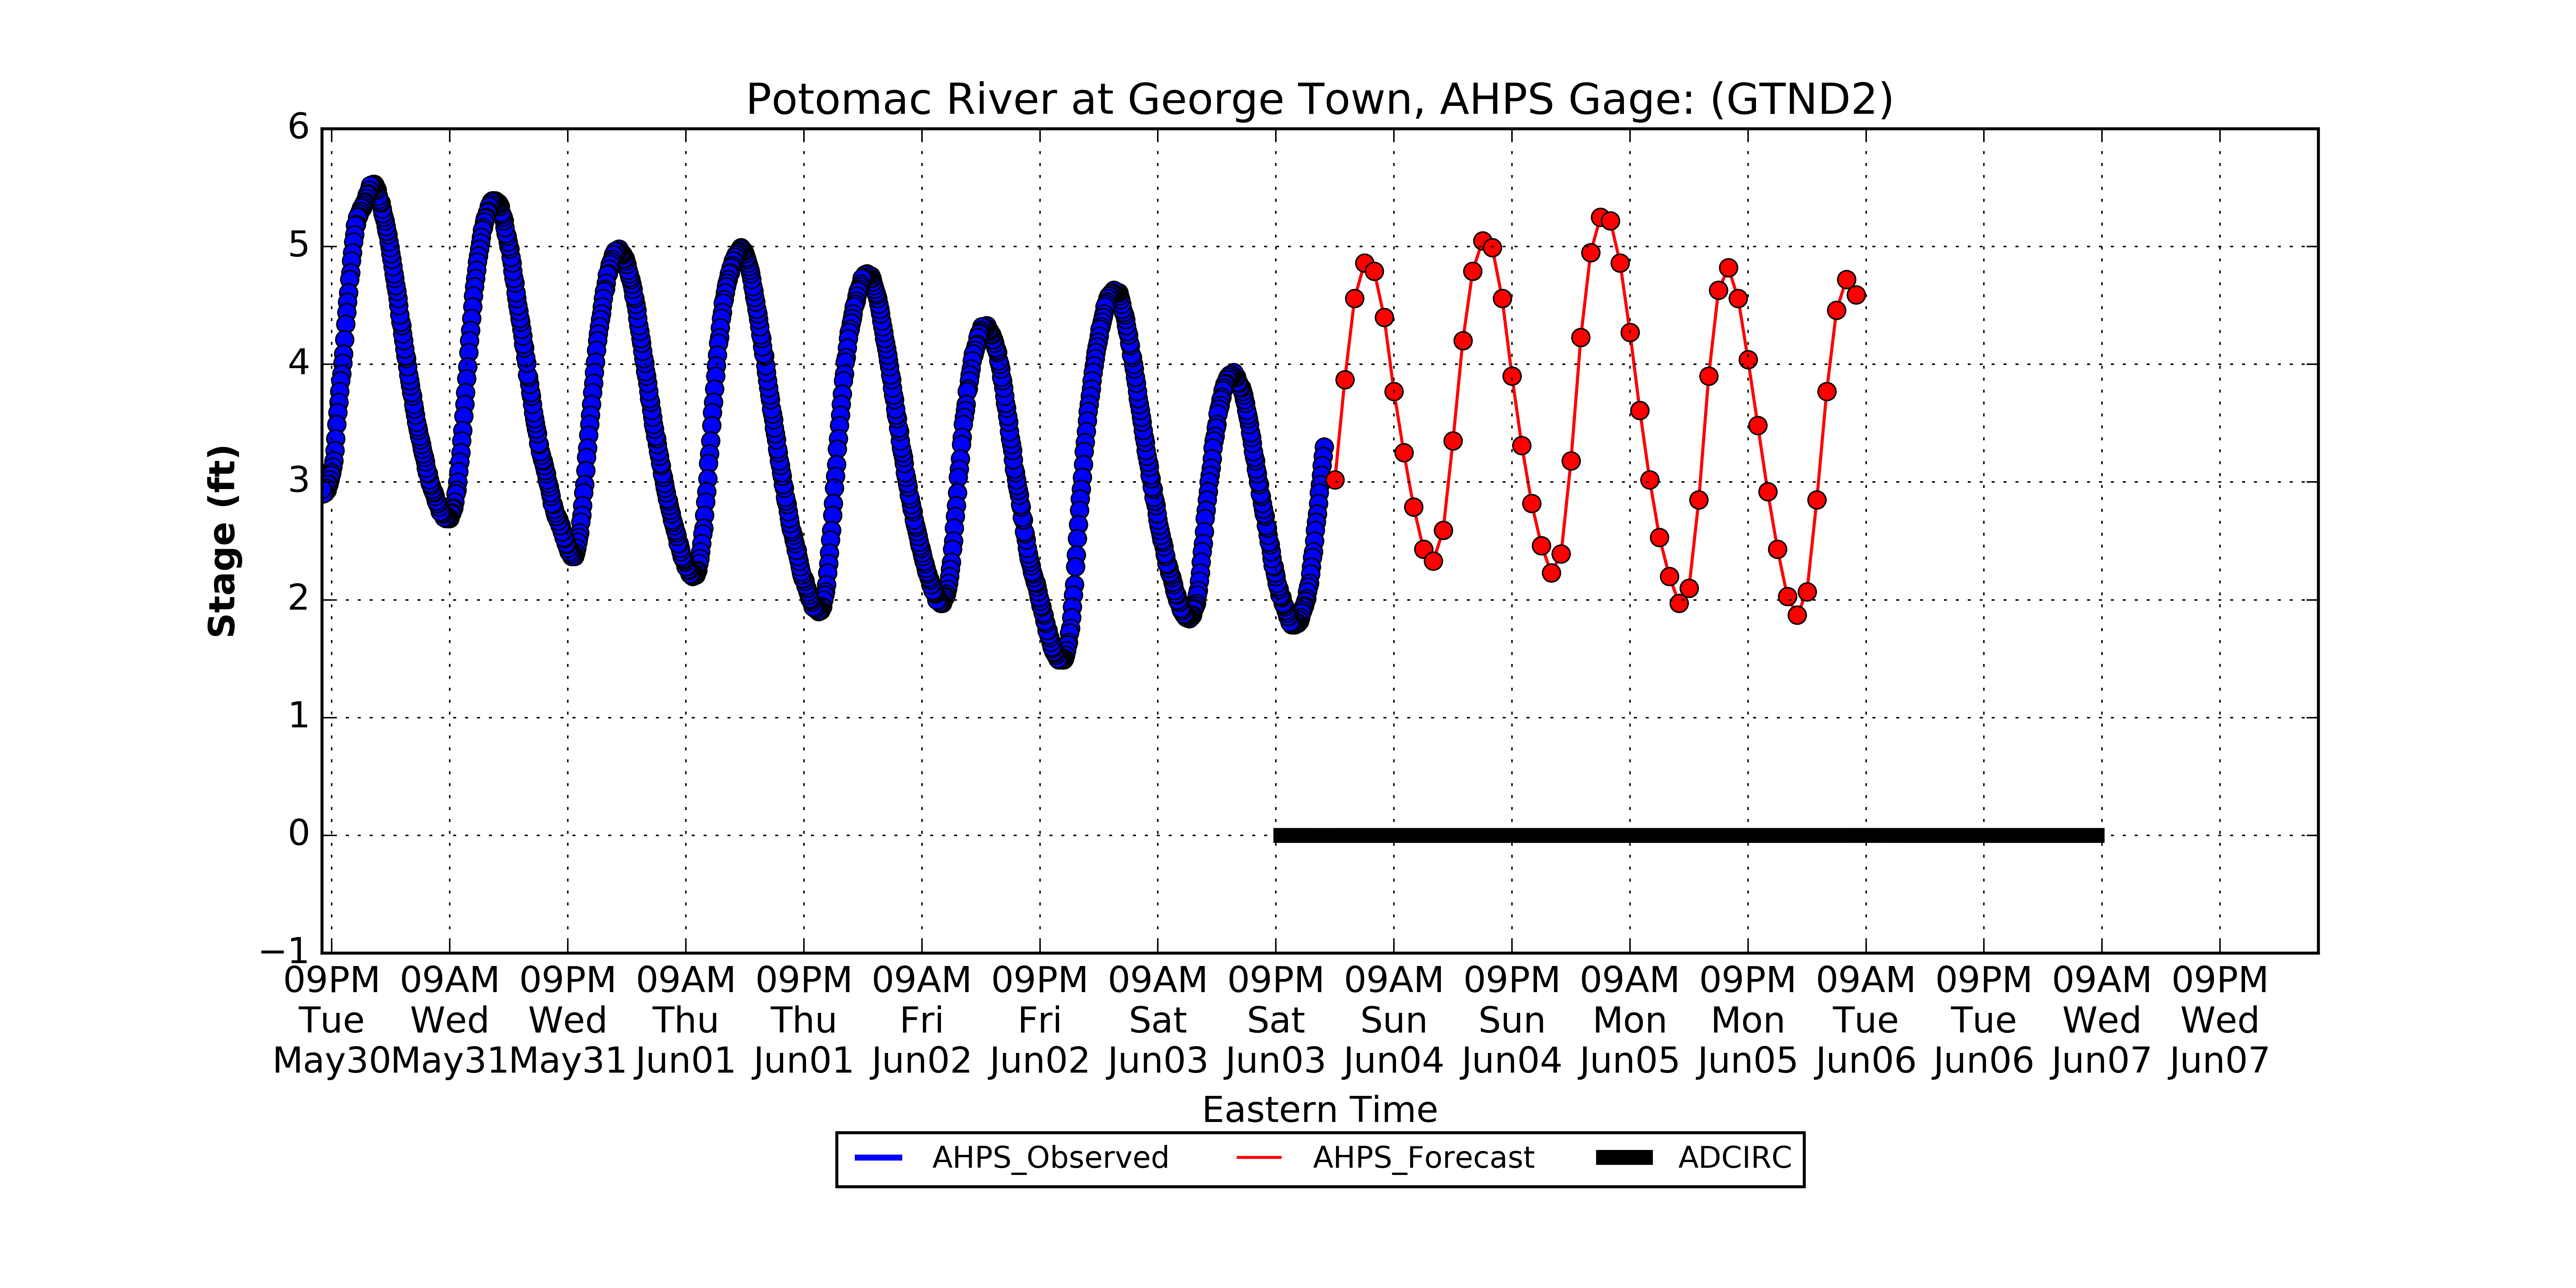 Potomac River at George Town, AHPS Gage: (GTND2)
6
5
4
3
2
1
0
−1
Stage (ft)
09PM 09AM 09PM 09AM 09PM 09AM 09PM 09AM 09PM 09AM 09PM 09AM 09PM 09AM 09PM 09AM 09PM
Tue Wed Wed Thu Thu Fri Fri Sat Sat Sun Sun Mon Mon Tue Tue Wed Wed
May30 May31 May31 Jun01 Jun01 Jun02 Jun02 Jun03 Jun03 Jun04 Jun04 Jun05 Jun05 Jun06 Jun06 Jun07 Jun07
Eastern Time
AHPS_Observed AHPS_Forecast ADCIRC